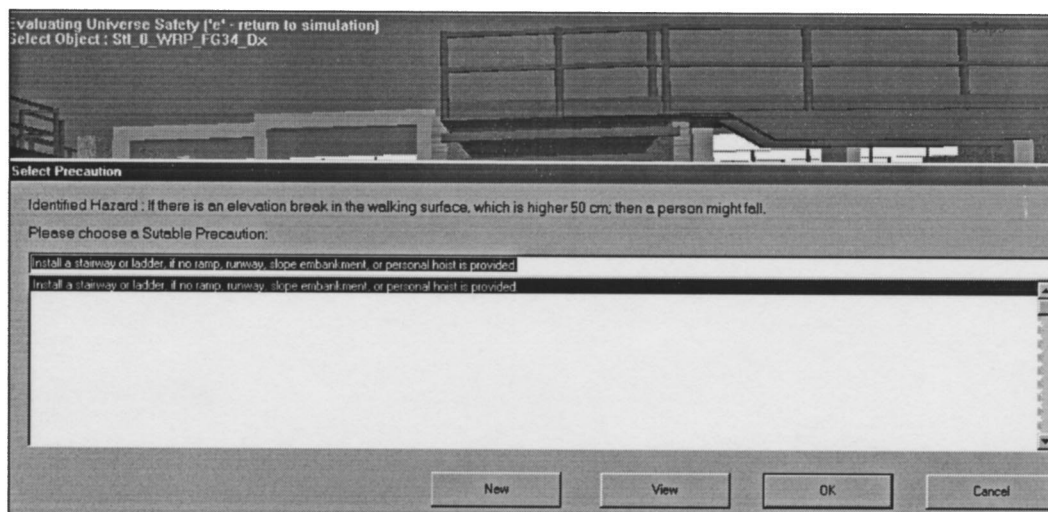 Evaluating Universe Safety ('e' - return to simulation)
Select Object : Stl_0_WRP_FG34_Dx
Select Precaution
Identified Hazard : If there is an elevation break in the walking surface, which is higher 50 cm; then a person might fall.
Please choose a Sutable Precaution:
Install a stairway or ladder, if no ramp, runway, slope embankment, or personal hoist is provided
Install a stairway or ladder, if no ramp, runway, slope embankment, or personal hoist is provided
New View OK Cancel